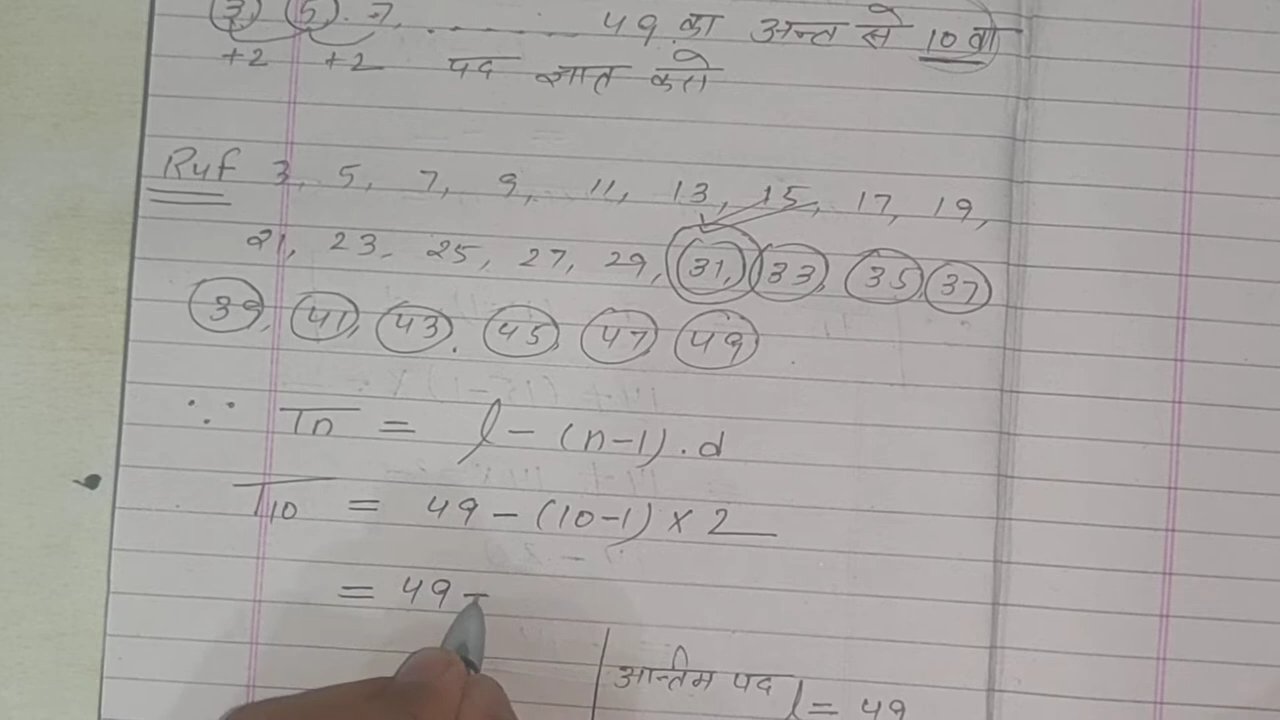 3, 5, 7, ........... 49 का अन्त से 10 वाँ
+2 +2 पद ज्ञात करो
Ruf 3, 5, 7, 9, 11, 13, 15, 17, 19,
21, 23, 25, 27, 29, 31, 33, 35, 37
39, 41, 43, 45, 47, 49
∵ Tn = l - (n-1).d
T10 = 49 - (10-1) × 2
= 49 -
अन्तिम पद l = 49